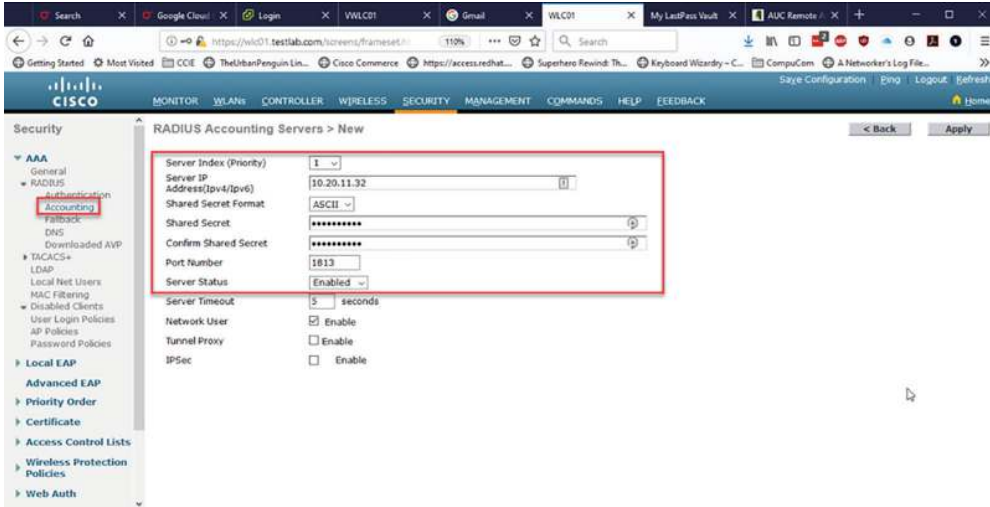 Search
Google Cloud
Login
VWLC01
Gmail
WLC01
My LastPass Vault
AUC Remote
https://wlc01.testlab.com/screens/frameset.
110%
Search
Getting Started
Most Visited
CCIE
TheUrbanPenguin Lin...
Cisco Commerce
https://access.redhat...
Superhero Rewind: Th...
Keyboard Wizardry – C...
CompuCom
A Networker's Log File...
Save Configuration | Ping | Logout | Refresh
CISCO
MONITOR WLANs CONTROLLER WIRELESS SECURITY MANAGEMENT COMMANDS HELP FEEDBACK
Home
Security
AAA
General
RADIUS
Authentication
Accounting
Fallback
DNS
Downloaded AVP
TACACS+
LDAP
Local Net Users
MAC Filtering
Disabled Clients
User Login Policies
AP Policies
Password Policies
Local EAP
Advanced EAP
Priority Order
Certificate
Access Control Lists
Wireless Protection
Policies
Web Auth
RADIUS Accounting Servers > New
< Back
Apply
Server Index (Priority) 1
Server IP
Address(Ipv4/Ipv6) 10.20.11.32
Shared Secret Format ASCII
Shared Secret ••••••••••
Confirm Shared Secret ••••••••••
Port Number 1813
Server Status Enabled
Server Timeout 5 seconds
Network User Enable
Tunnel Proxy Enable
IPSec Enable